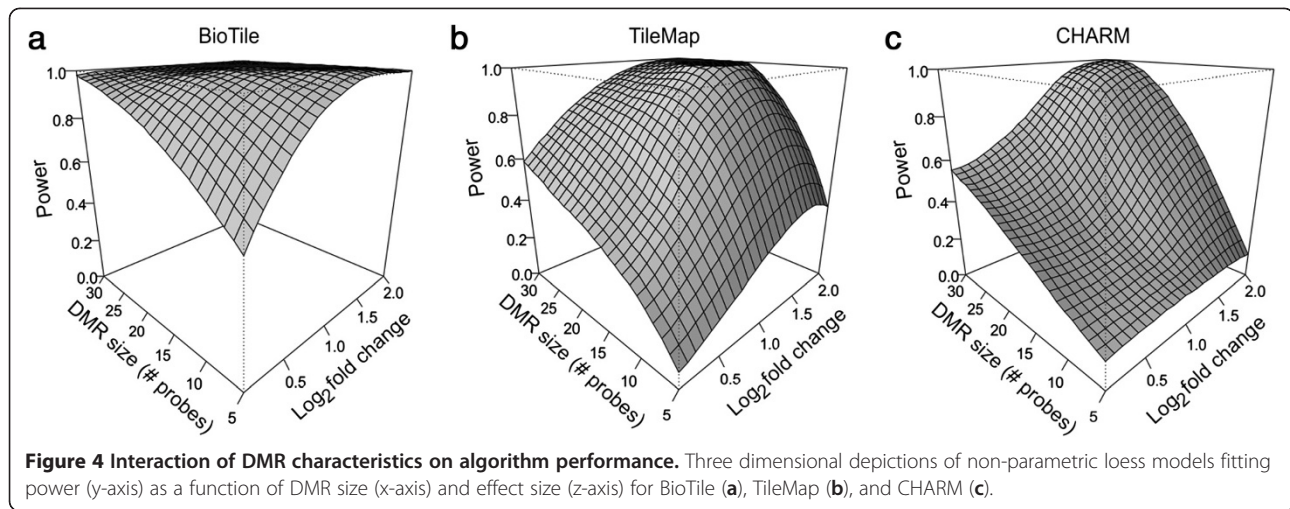 a
BioTile
b
TileMap
c
CHARM
1.0
0.8
0.6
0.4
0.2
0.0
Power
30
25
20
15
10
5
DMR size (# probes)
0.5
1.0
1.5
2.0
Log2 fold change
1.0
0.8
0.6
0.4
0.2
0.0
Power
30
25
20
15
10
5
DMR size (# probes)
0.5
1.0
1.5
2.0
Log2 fold change
1.0
0.8
0.6
0.4
0.2
0.0
Power
30
25
20
15
10
5
DMR size (# probes)
0.5
1.0
1.5
2.0
Log2 fold change
Figure 4 Interaction of DMR characteristics on algorithm performance. Three dimensional depictions of non-parametric loess models fitting
power (y-axis) as a function of DMR size (x-axis) and effect size (z-axis) for BioTile (a), TileMap (b), and CHARM (c).